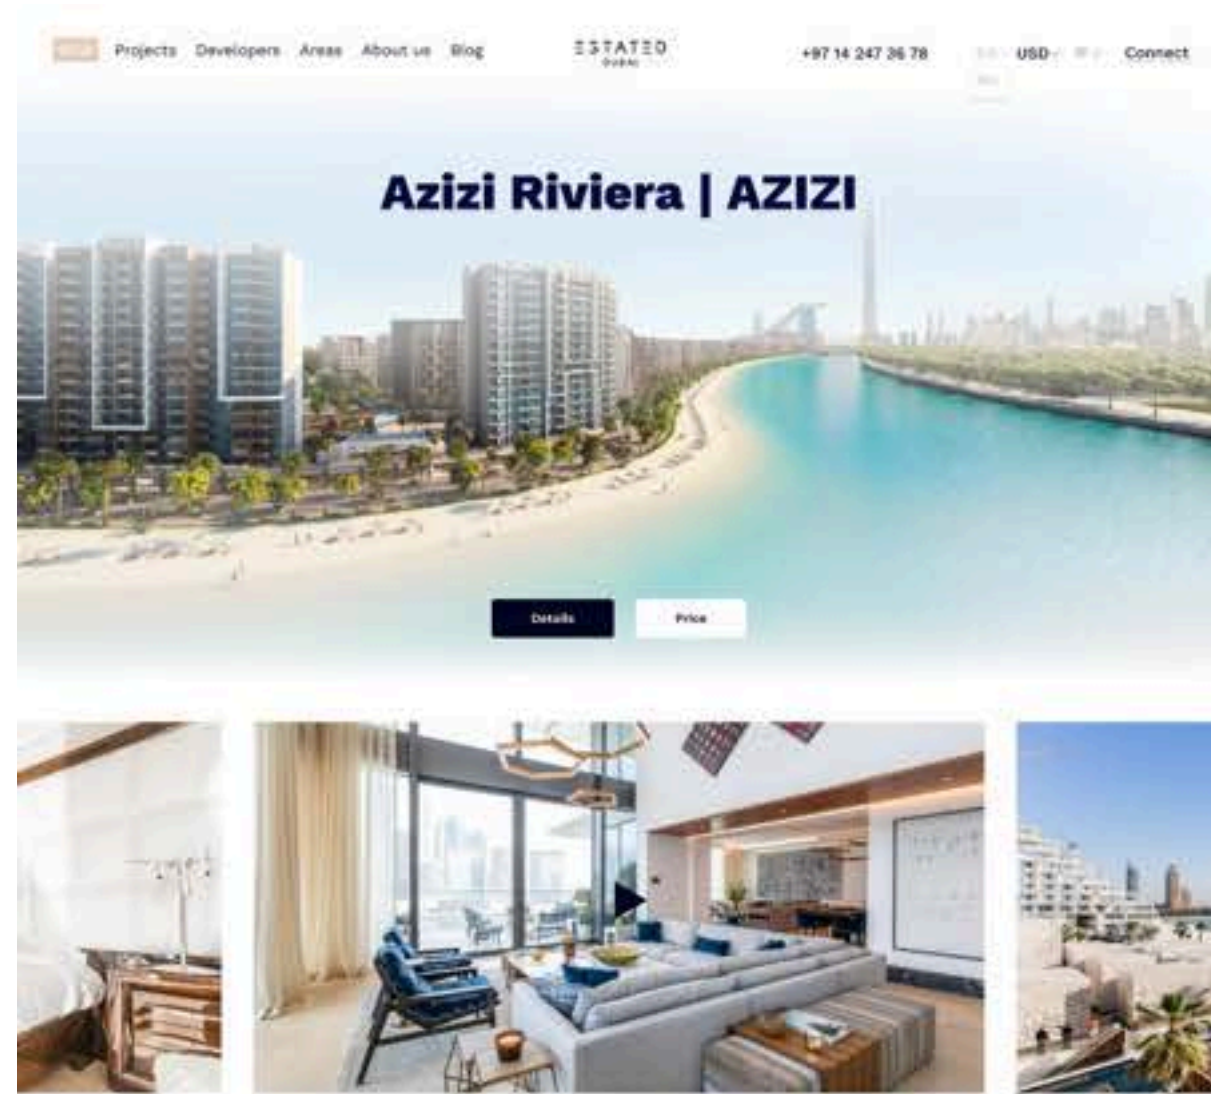 Projects Developers Areas About us Blog
ESTATED
DUBAI
+97 14 247 36 78
USD
Connect
Azizi Riviera | AZIZI
Details
Price